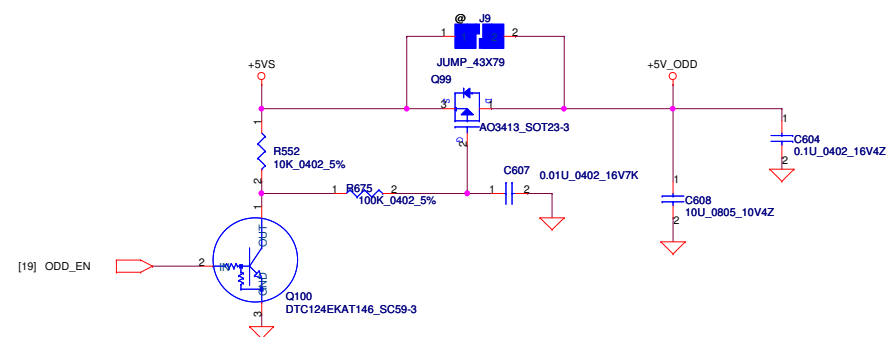 @ J9
1 1 2 2
JUMP_43X79
+5VS
Q99
+5V_ODD
3 S D 1
AO3413_SOT23-3
G
2
1
R552
10K_0402_5%
2
1 R675 2
100K_0402_5%
C607
1 2
0.01U_0402_16V7K
1
C604
0.1U_0402_16V4Z
2
1
C608
10U_0805_10V4Z
2
1
OUT
[19] ODD_EN
2 IN
GND
3
Q100
DTC124EKAT146_SC59-3